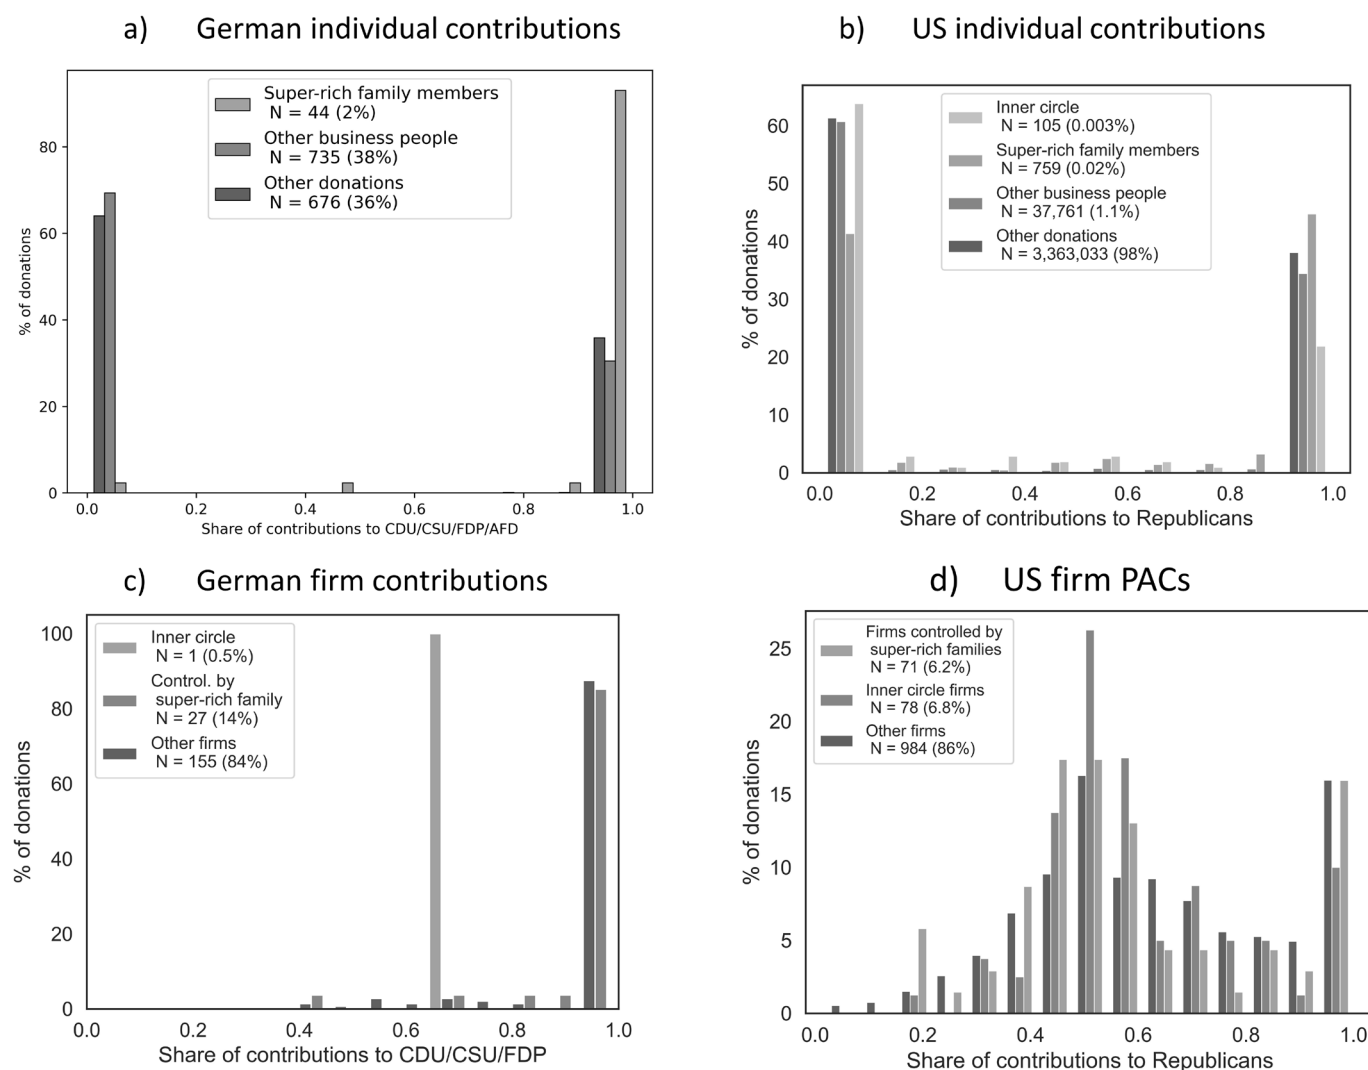 a) German individual contributions
Super-rich family members
N = 44 (2%)
Other business people
N = 735 (38%)
Other donations
N = 676 (36%)
% of donations
80
60
40
20
0
0.0 0.2 0.4 0.6 0.8 1.0
Share of contributions to CDU/CSU/FDP/AFD
b) US individual contributions
Inner circle
N = 105 (0.003%)
Super-rich family members
N = 759 (0.02%)
Other business people
N = 37,761 (1.1%)
Other donations
N = 3,363,033 (98%)
% of donations
60
50
40
30
20
10
0
0.0 0.2 0.4 0.6 0.8 1.0
Share of contributions to Republicans
c) German firm contributions
Inner circle
N = 1 (0.5%)
Control. by
super-rich family
N = 27 (14%)
Other firms
N = 155 (84%)
% of donations
100
80
60
40
20
0
0.0 0.2 0.4 0.6 0.8 1.0
Share of contributions to CDU/CSU/FDP
d) US firm PACs
Firms controlled by
super-rich families
N = 71 (6.2%)
Inner circle firms
N = 78 (6.8%)
Other firms
N = 984 (86%)
% of donations
25
20
15
10
5
0
0.0 0.2 0.4 0.6 0.8 1.0
Share of contributions to Republicans